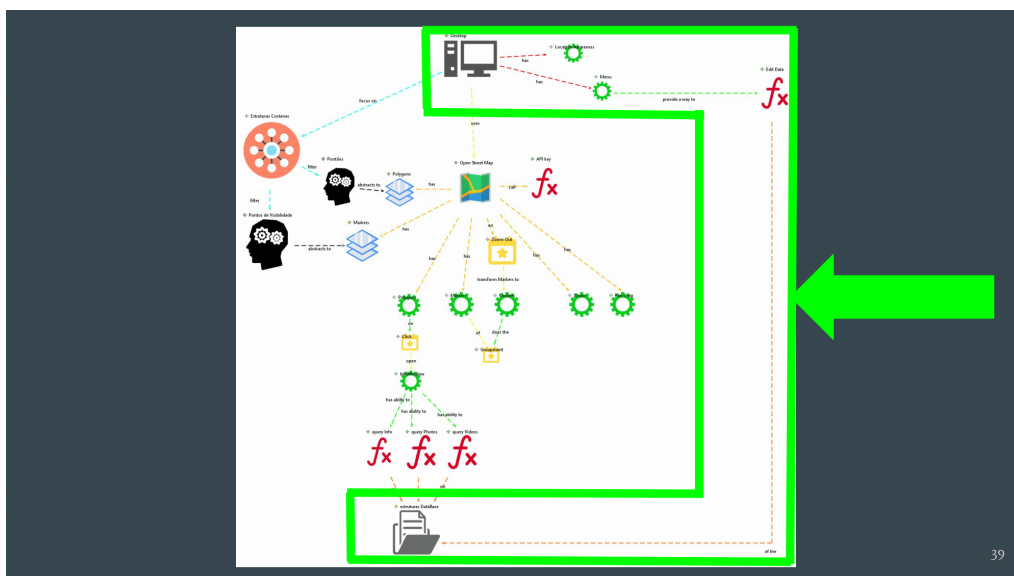 Desktop
has
has
Menu
Edit Data
provide a way to
focus on
uses
Estruturas Costeiras
filter
filter
Pontões
abstracts to
Polygons
has
Open Street Map
API key
call
Pontos de Visibilidade
abstracts to
Markers
has
on
Zoom Out
has
has
has
has
transform Markers to
on
Click
open
of
does the
has ability to
has ability to
has ability to
query Info
query Photos
query Videos
of
estruturas DataBase
of the
39